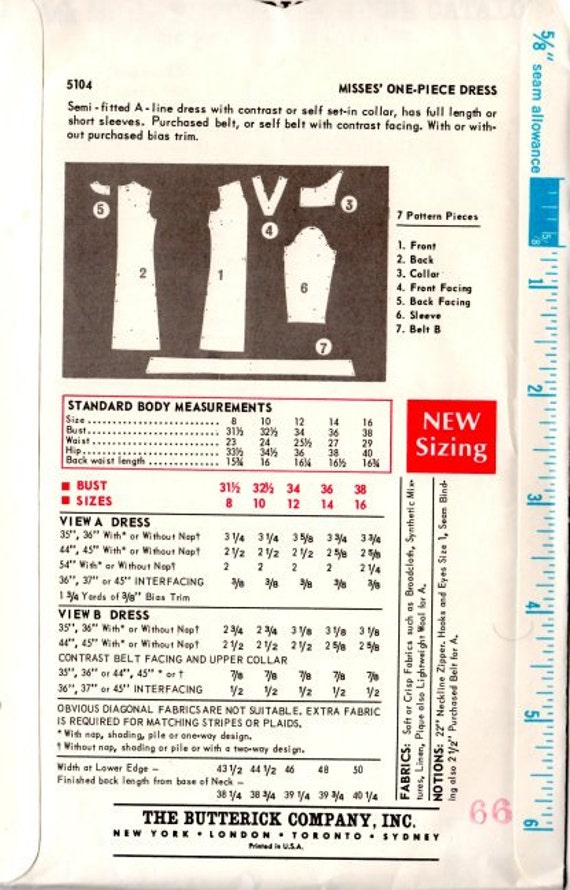 5104
MISSES' ONE-PIECE DRESS
Semi-fitted A-line dress with contrast or self set-in collar, has full length or
short sleeves. Purchased belt, or self belt with contrast facing. With or with-
out purchased bias trim.
5
2
1
4
3
6
7
7 Pattern Pieces
1. Front
2. Back
3. Collar
4. Front Facing
5. Back Facing
6. Sleeve
7. Belt B
STANDARD BODY MEASUREMENTS
Size 8 10 12 14 16
Bust 31½ 32½ 34 36 38
Waist 23 24 25½ 27 29
Hip 33½ 34½ 36 38 40
Back waist length 15¾ 16 16¼ 16½ 16¾
NEW
Sizing
BUST 31½ 32½ 34 36 38
SIZES 8 10 12 14 16
VIEW A DRESS
35", 36" With* or Without Nap† 3 1/4 3 1/4 3 5/8 3 3/4 3 3/4
44", 45" With* or Without Nap† 2 1/2 2 1/2 2 1/2 2 5/8 2 5/8
54" With* or Without Nap† 2 2 2 2 2 1/4
36", 37" or 45" INTERFACING 3/8 3/8 3/8 3/8 3/8
1 3/4 Yards of 3/8" Bias Trim
VIEW B DRESS
35", 36" With* or Without Nap† 2 3/4 2 3/4 3 1/8 3 1/8 3 1/8
44", 45" With* or Without Nap† 2 1/2 2 1/2 2 1/2 2 5/8 2 5/8
CONTRAST BELT FACING AND UPPER COLLAR
35", 36" or 44", 45" * or † 7/8 7/8 7/8 7/8 7/8
36", 37" or 45" INTERFACING 1/2 1/2 1/2 1/2 1/2
OBVIOUS DIAGONAL FABRICS ARE NOT SUITABLE. EXTRA FABRIC
IS REQUIRED FOR MATCHING STRIPES OR PLAIDS.
* With nap, shading, pile or one-way design.
† Without nap, shading or pile or with a two-way design.
Width at Lower Edge – 43 1/2 44 1/2 46 48 50
Finished back length from base of Neck –
38 1/4 38 3/4 39 1/4 39 3/4 40 1/4
FABRICS: Soft or Crisp Fabrics such as Broadcloth, Synthetic Mix-
tures, Linen, Pique also Lightweight Wool for A.
NOTIONS: 22" Neckline Zipper. Hooks and Eyes Size 1, Seam Bind-
ing also 2 1/2" Purchased Belt for A.
THE BUTTERICK COMPANY, INC.
NEW YORK • LONDON • TORONTO • SYDNEY
Printed in U.S.A.
66
5/8" seam allowance
5/8
1
2
3
4
5
6